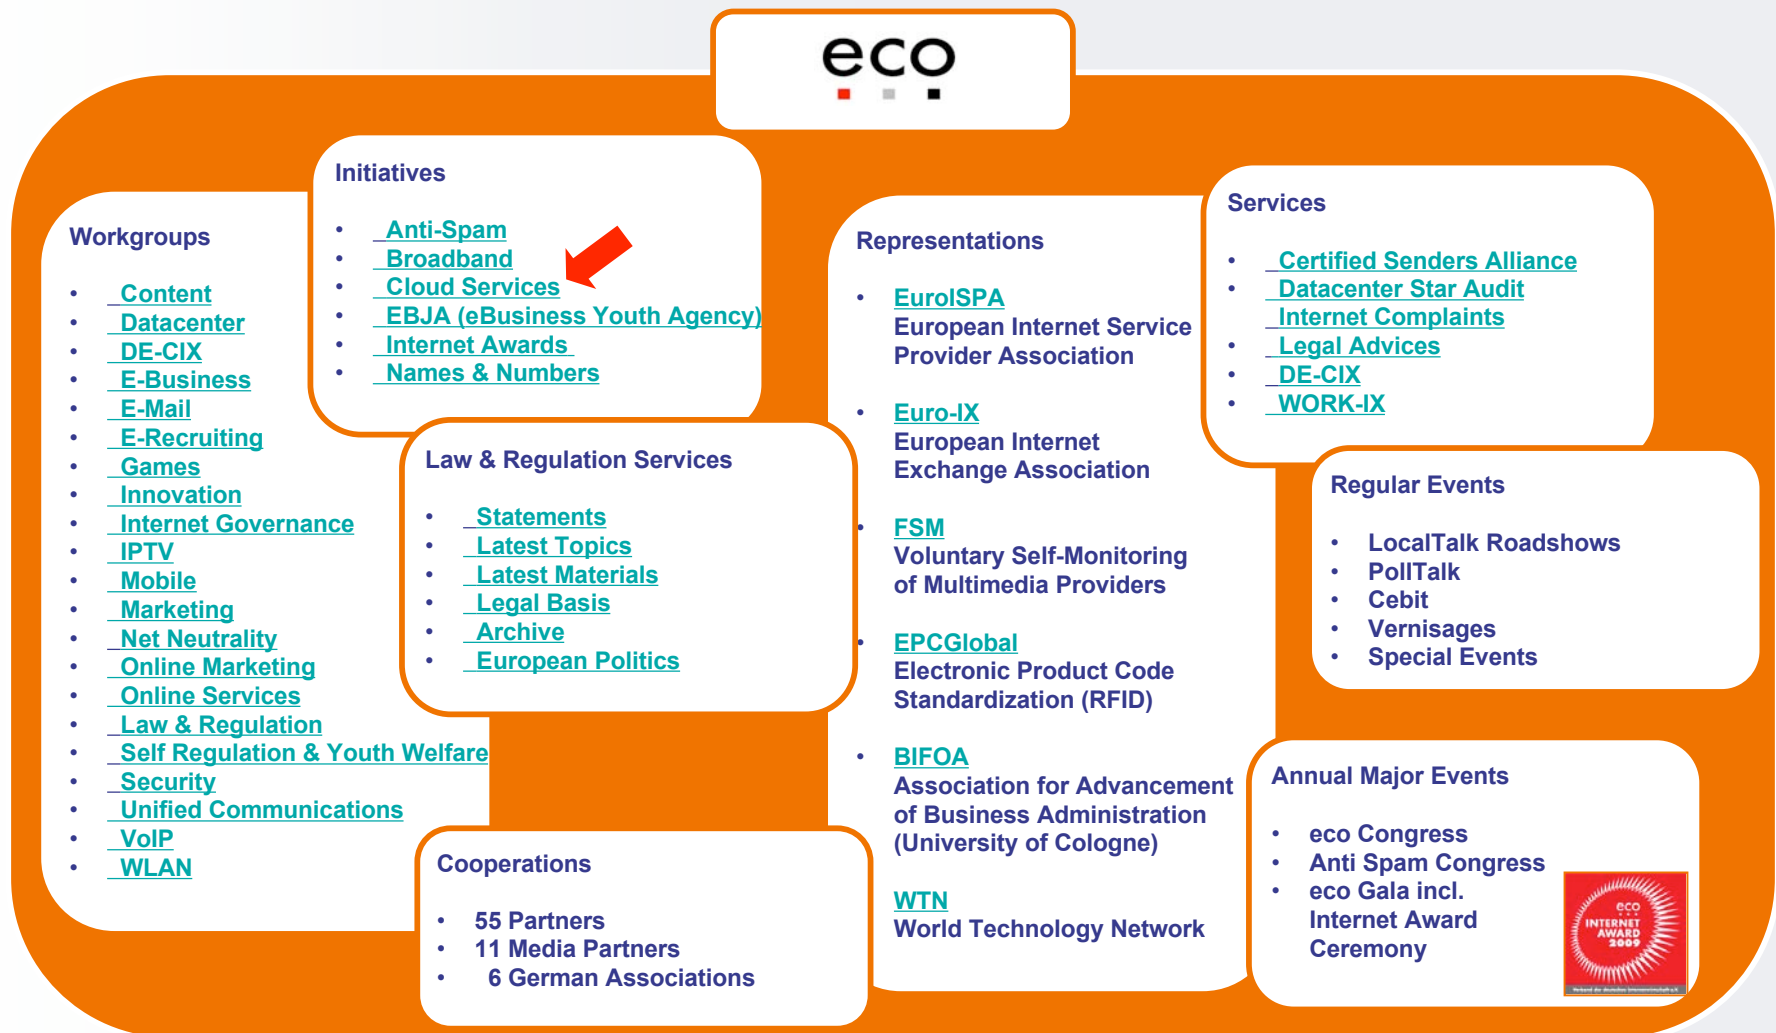 eco
Initiatives
Anti-Spam
Broadband
Cloud Services
EBJA (eBusiness Youth Agency)
Internet Awards
Names & Numbers
Workgroups
Content
Datacenter
DE-CIX
E-Business
E-Mail
E-Recruiting
Games
Innovation
Internet Governance
IPTV
Mobile
Marketing
Net Neutrality
Online Marketing
Online Services
Law & Regulation
Self Regulation & Youth Welfare
Security
Unified Communications
VoIP
WLAN
Law & Regulation Services
Statements
Latest Topics
Latest Materials
Legal Basis
Archive
European Politics
Cooperations
55 Partners
11 Media Partners
6 German Associations
Representations
EuroISPA
European Internet Service
Provider Association
Euro-IX
European Internet
Exchange Association
FSM
Voluntary Self-Monitoring
of Multimedia Providers
EPCGlobal
Electronic Product Code
Standardization (RFID)
BIFOA
Association for Advancement
of Business Administration
(University of Cologne)
WTN
World Technology Network
Services
Certified Senders Alliance
Datacenter Star Audit
Internet Complaints
Legal Advices
DE-CIX
WORK-IX
Regular Events
LocalTalk Roadshows
PollTalk
Cebit
Vernisages
Special Events
Annual Major Events
eco Congress
Anti Spam Congress
eco Gala incl.
Internet Award
Ceremony
eco
INTERNET
AWARD
2009
Verband der deutschen Internetwirtschaft e.V.